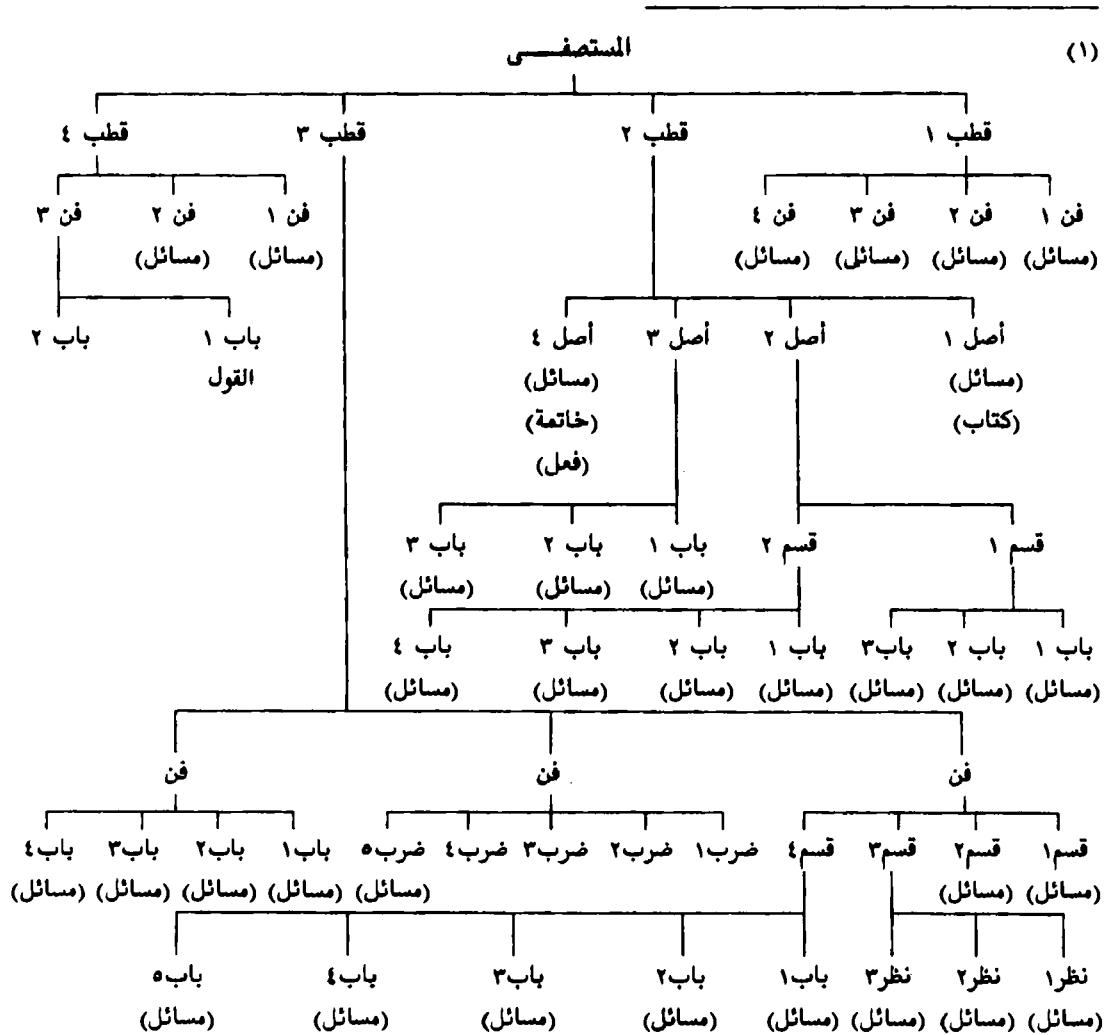 (١)
المستصفى
قطب ١ قطب ٢ قطب ٣ قطب ٤
فن ١ فن ٢ فن ٣ فن ٤ فن ١ فن ٢ فن ٣
(مسائل) (مسائل) (مسائل) (مسائل) (مسائل) (مسائل)
أصل ١ أصل ٢ أصل ٣ أصل ٤ باب ١ باب ٢
(مسائل) (مسائل) القول
(كتاب) (خاتمة)
(فعل)
قسم ١ قسم ٢ باب ١ باب ٢ باب ٣
(مسائل) (مسائل) (مسائل)
باب ١ باب ٢ باب٣ باب ١ باب ٢ باب ٣ باب ٤
(مسائل) (مسائل) (مسائل) (مسائل) (مسائل) (مسائل) (مسائل)
فن فن فن
قسم١ قسم٢ قسم٣ قسم٤ ضرب١ ضرب٢ ضرب٣ ضرب٤ ضرب٥ باب١ باب٢ باب٣ باب٤
(مسائل) (مسائل) (مسائل) (مسائل) (مسائل) (مسائل) (مسائل)
نظر١ نظر٢ نظر٣ باب١ باب٢ باب٣ باب٤ باب٥
(مسائل) (مسائل) (مسائل) (مسائل) (مسائل) (مسائل) (مسائل) (مسائل)